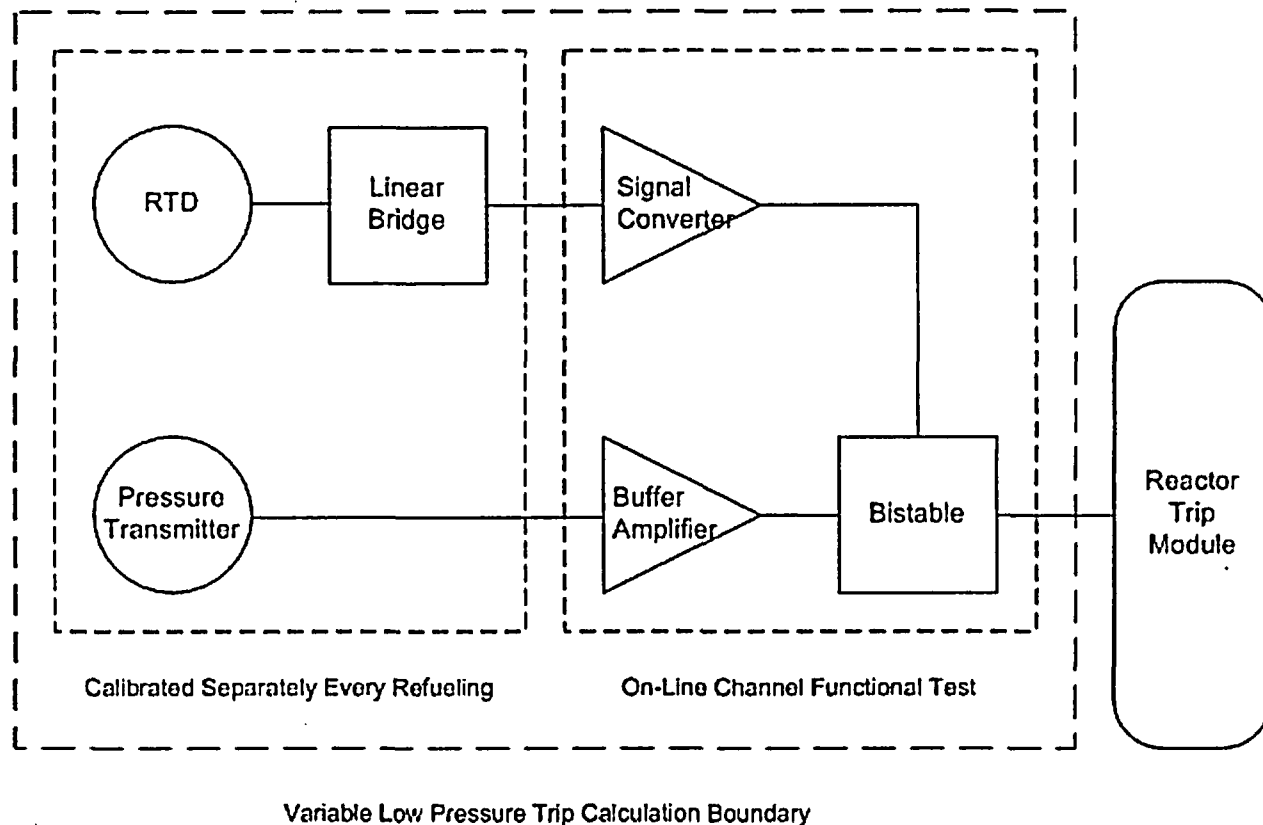 RTD
Linear
Bridge
Signal
Converter
Pressure
Transmitter
Buffer
Amplifier
Bistable
Reactor
Trip
Module
Calibrated Separately Every Refueling
On-Line Channel Functional Test
Variable Low Pressure Trip Calculation Boundary